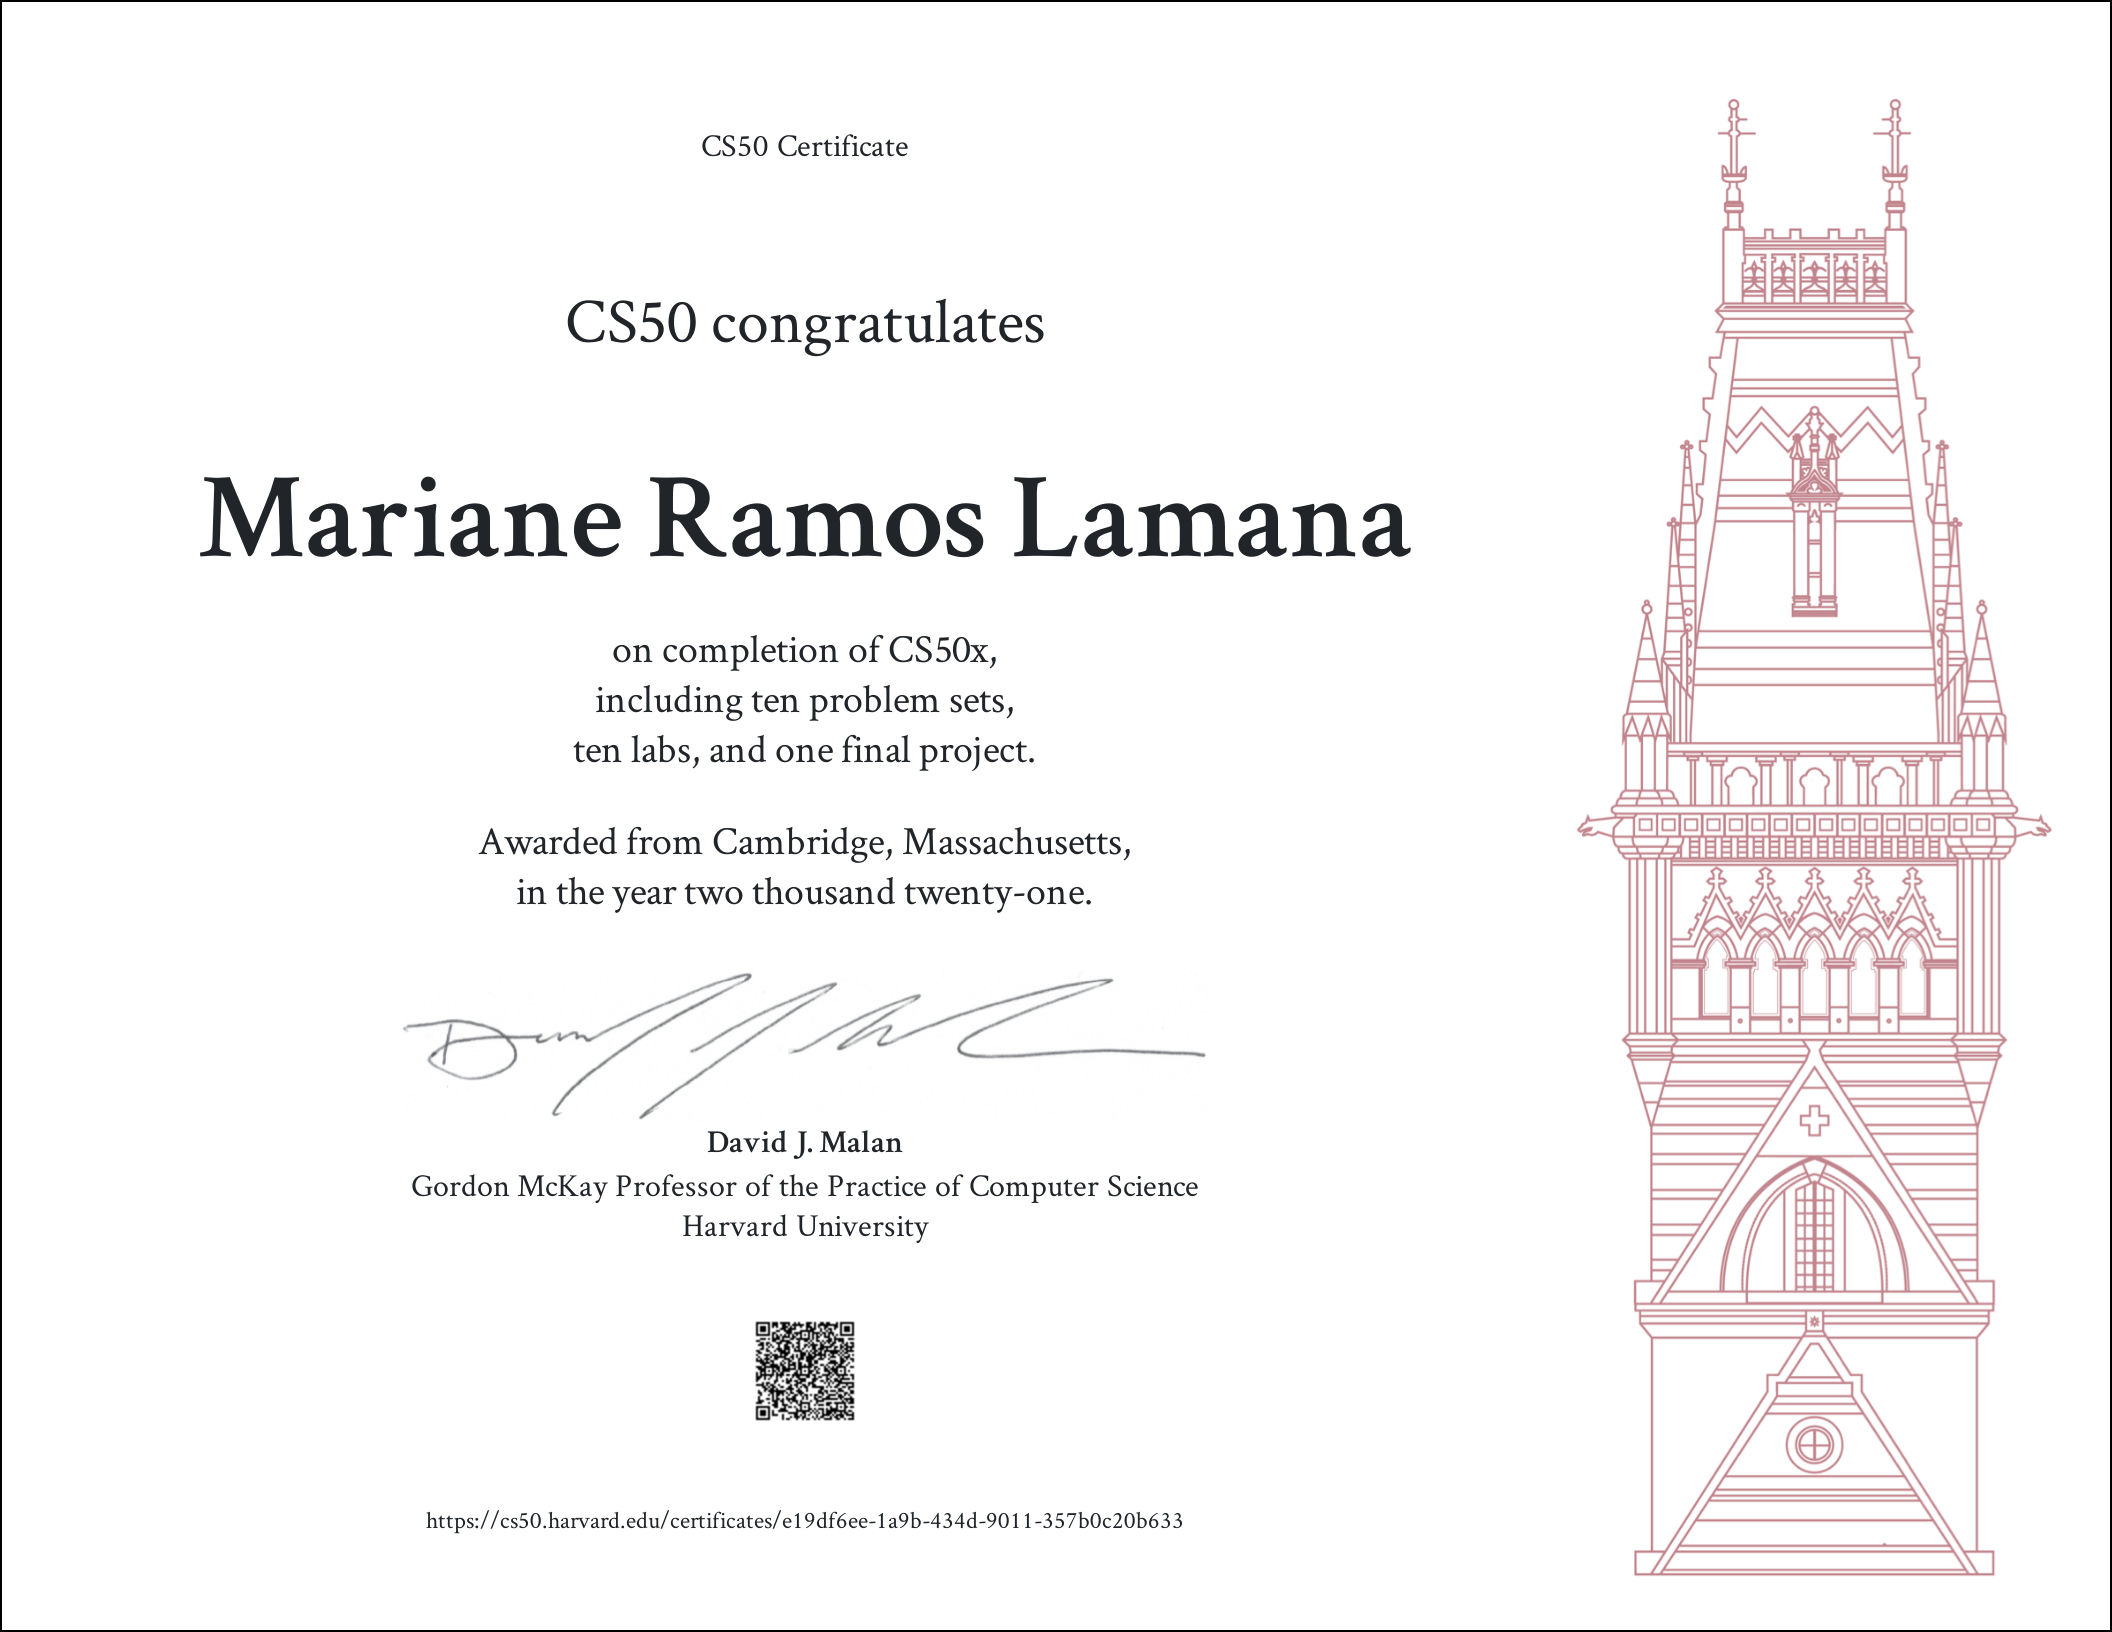 CS50 Certificate
CS50 congratulates
Mariane Ramos Lamana
on completion of CS50x,
including ten problem sets,
ten labs, and one final project.
Awarded from Cambridge, Massachusetts,
in the year two thousand twenty-one.
David J. Malan
Gordon McKay Professor of the Practice of Computer Science
Harvard University
https://cs50.harvard.edu/certificates/e19df6ee-1a9b-434d-9011-357b0c20b633